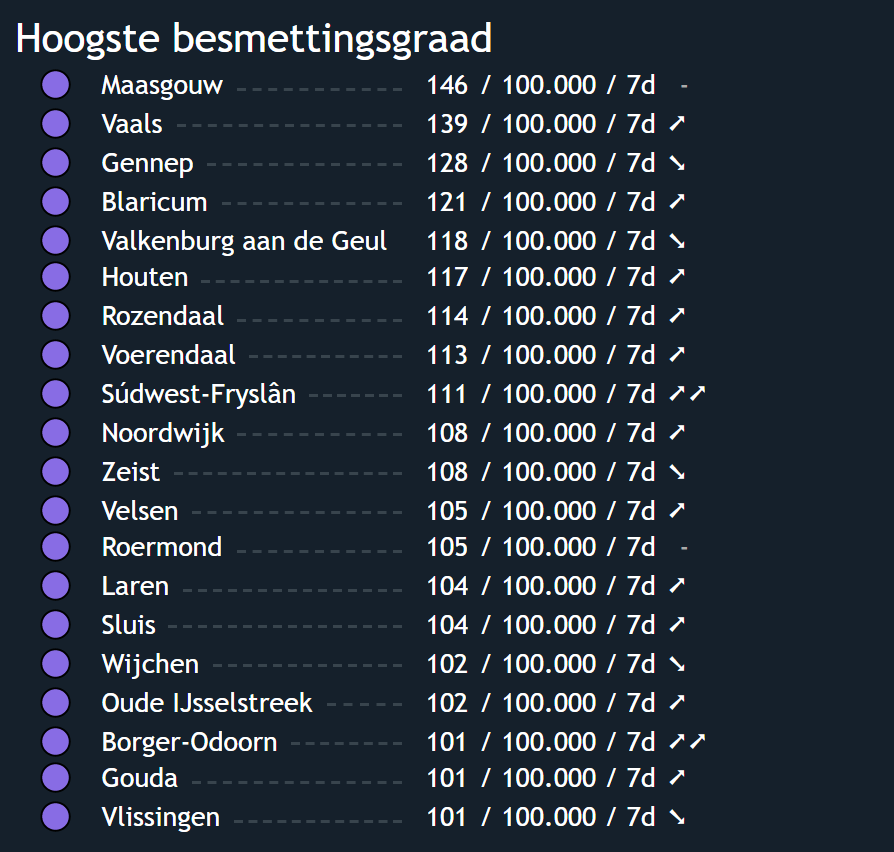 Hoogste besmettingsgraad
Maasgouw 146 / 100.000 / 7d -
Vaals 139 / 100.000 / 7d ➚
Gennep 128 / 100.000 / 7d ➘
Blaricum 121 / 100.000 / 7d ➚
Valkenburg aan de Geul 118 / 100.000 / 7d ➘
Houten 117 / 100.000 / 7d ➚
Rozendaal 114 / 100.000 / 7d ➚
Voerendaal 113 / 100.000 / 7d ➚
Súdwest-Fryslân 111 / 100.000 / 7d ➚➚
Noordwijk 108 / 100.000 / 7d ➚
Zeist 108 / 100.000 / 7d ➘
Velsen 105 / 100.000 / 7d ➚
Roermond 105 / 100.000 / 7d -
Laren 104 / 100.000 / 7d ➚
Sluis 104 / 100.000 / 7d ➚
Wijchen 102 / 100.000 / 7d ➘
Oude IJsselstreek 102 / 100.000 / 7d ➚
Borger-Odoorn 101 / 100.000 / 7d ➚➚
Gouda 101 / 100.000 / 7d ➚
Vlissingen 101 / 100.000 / 7d ➘